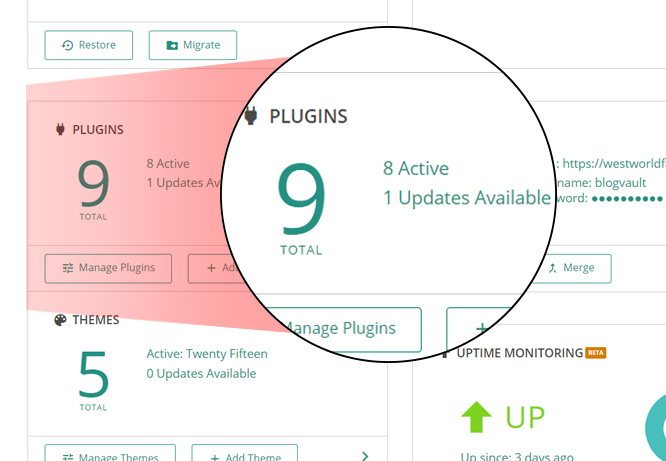 Restore
Migrate
PLUGINS
9
TOTAL
8 Active
1 Updates Av
Manage Plugins
PLUGINS
9
TOTAL
8 Active
1 Updates Available
Manage Plugins
+
: https://westworldf
name: blogvault
word: ●●●●●●●●●●
Merge
THEMES
5
TOTAL
Active: Twenty Fifteen
0 Updates Available
Manage Themes
+ Add Theme
UPTIME MONITORING BETA
UP
Up since: 3 days ago